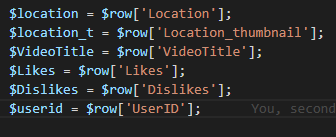 $location = $row['Location'];
$location_t = $row['Location_thumbnail'];
$VideoTitle = $row['VideoTitle'];
$Likes = $row['Likes'];
$Dislikes = $row['Dislikes'];
$userid = $row['UserID'];    You, second